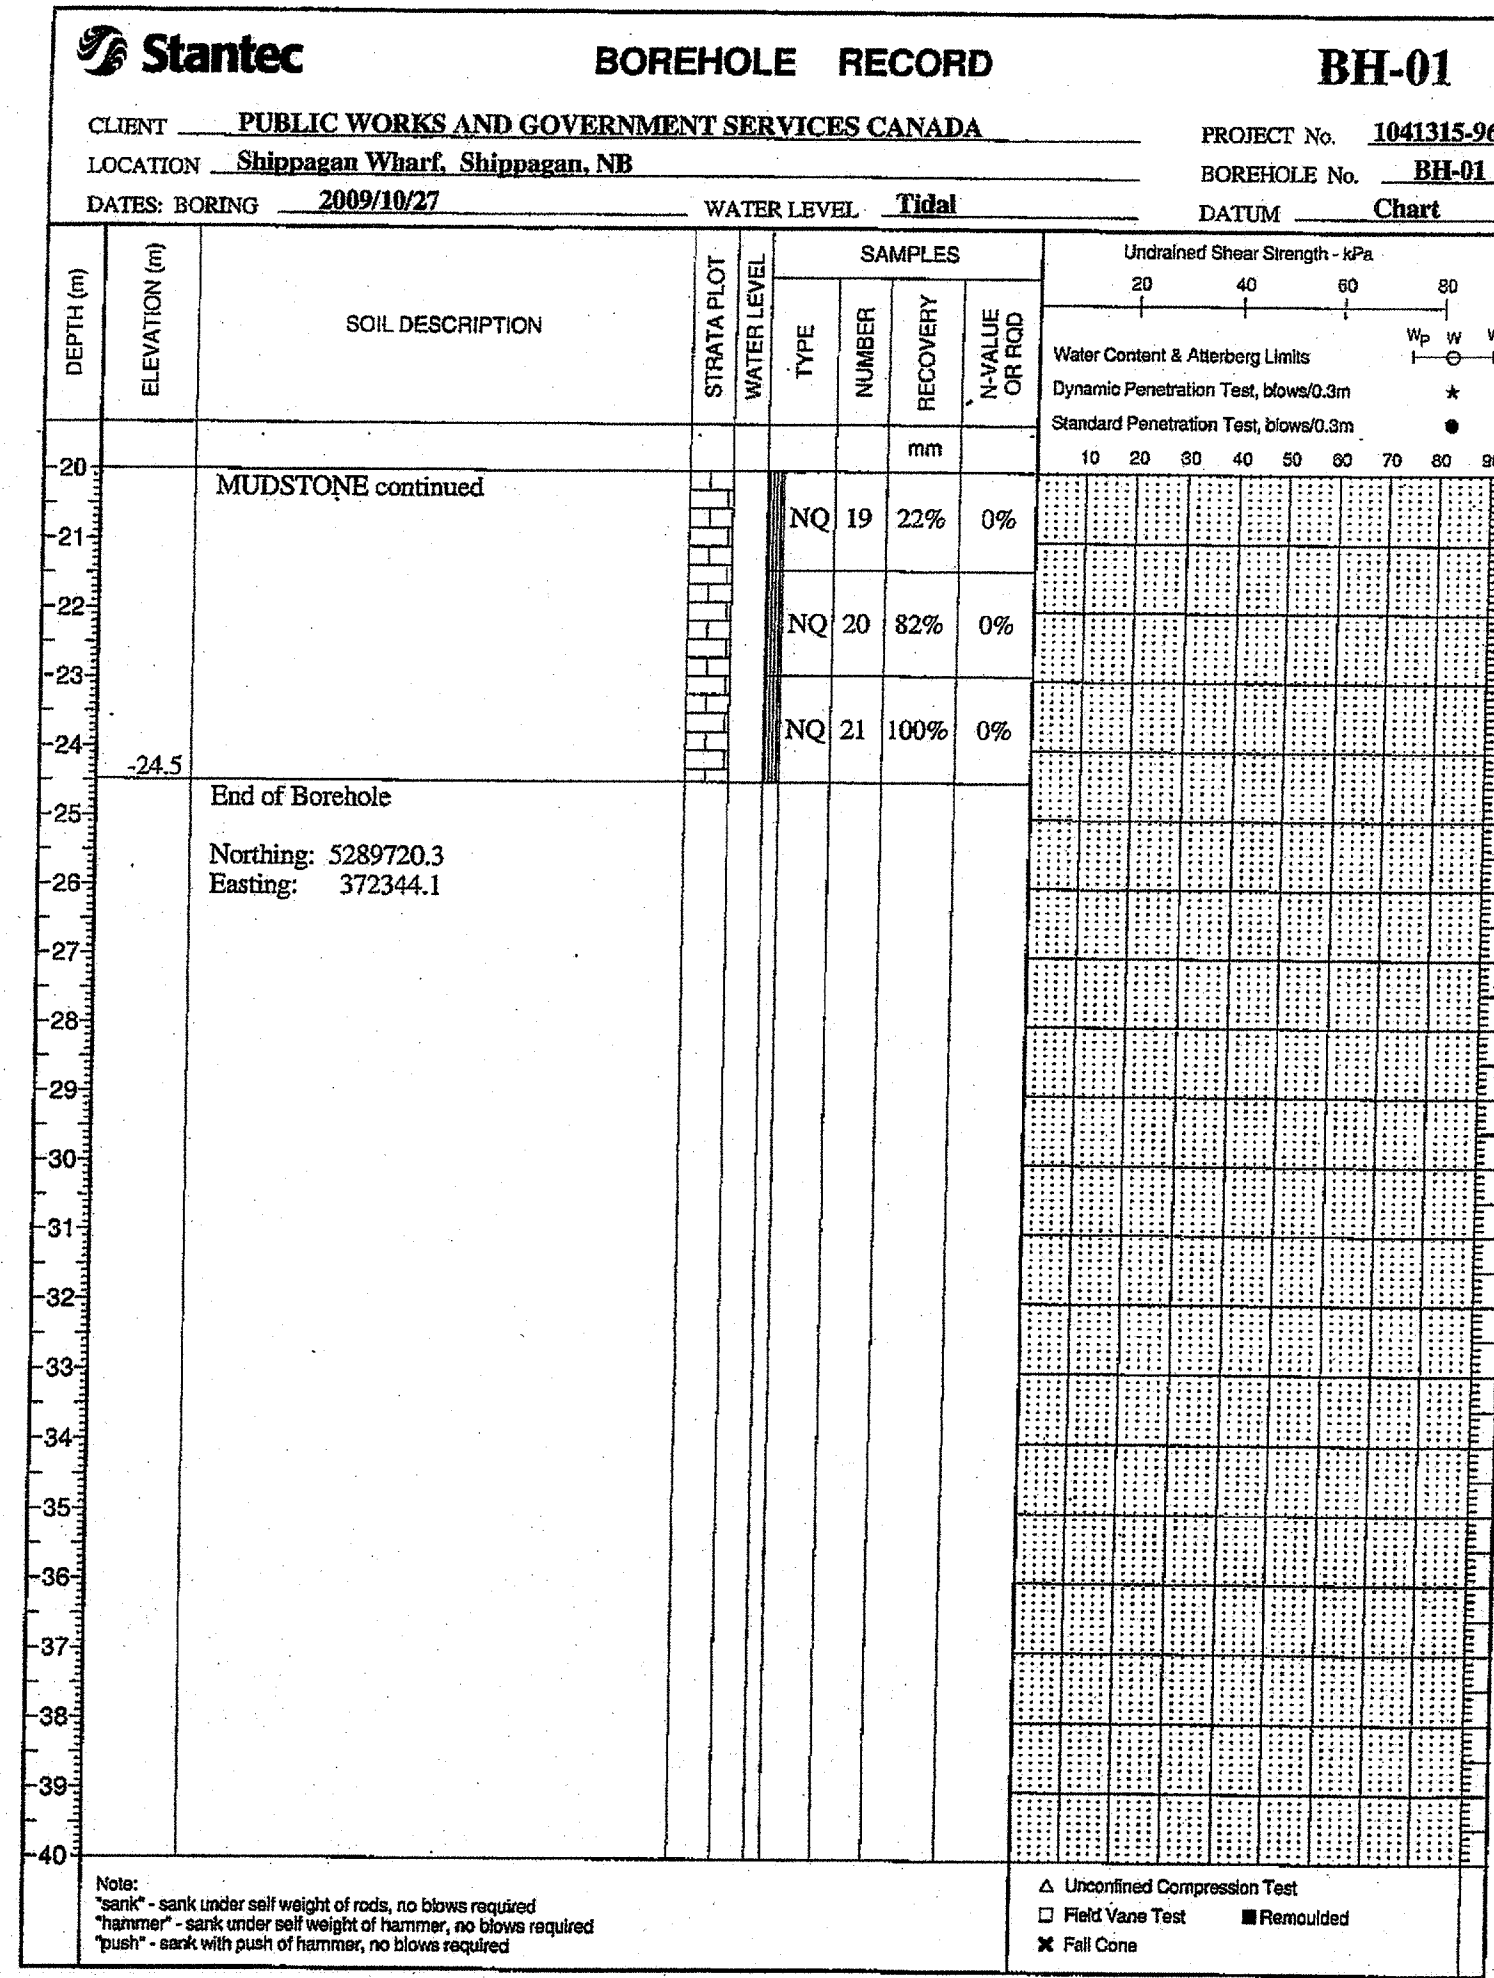 Stantec
BOREHOLE RECORD
BH-01
CLIENT PUBLIC WORKS AND GOVERNMENT SERVICES CANADA
PROJECT No. 1041315-96
LOCATION Shippagan Wharf, Shippagan, NB
BOREHOLE No. BH-01
DATES: BORING 2009/10/27
WATER LEVEL Tidal
DATUM Chart
DEPTH (m)
ELEVATION (m)
SOIL DESCRIPTION
STRATA PLOT
WATER LEVEL
SAMPLES
TYPE
NUMBER
RECOVERY
N-VALUE
OR RQD
mm
Undrained Shear Strength - kPa
20 40 60 80
Wp W W
Water Content & Atterberg Limits
Dynamic Penetration Test, blows/0.3m ★
Standard Penetration Test, blows/0.3m ●
10 20 30 40 50 60 70 80 90
-20
MUDSTONE continued
NQ 19 22% 0%
-21
-22
NQ 20 82% 0%
-23
NQ 21 100% 0%
-24
-24.5
End of Borehole
-25
Northing: 5289720.3
-26
Easting: 372344.1
-27
-28
-29
-30
-31
-32
-33
-34
-35
-36
-37
-38
-39
-40
Note:
"sank" - sank under self weight of rods, no blows required
"hammer" - sank under self weight of hammer, no blows required
"push" - sank with push of hammer, no blows required
△ Unconfined Compression Test
□ Field Vane Test ■ Remoulded
✖ Fall Cone